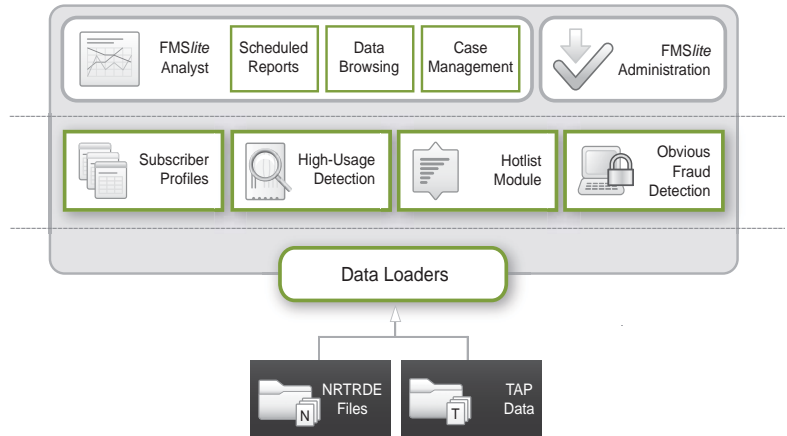 FMSlite
Analyst
Scheduled
Reports
Data
Browsing
Case
Management
FMSlite
Administration
Subscriber
Profiles
High-Usage
Detection
Hotlist
Module
Obvious
Fraud
Detection
Data Loaders
NRTRDE
Files
N
TAP
Data
T